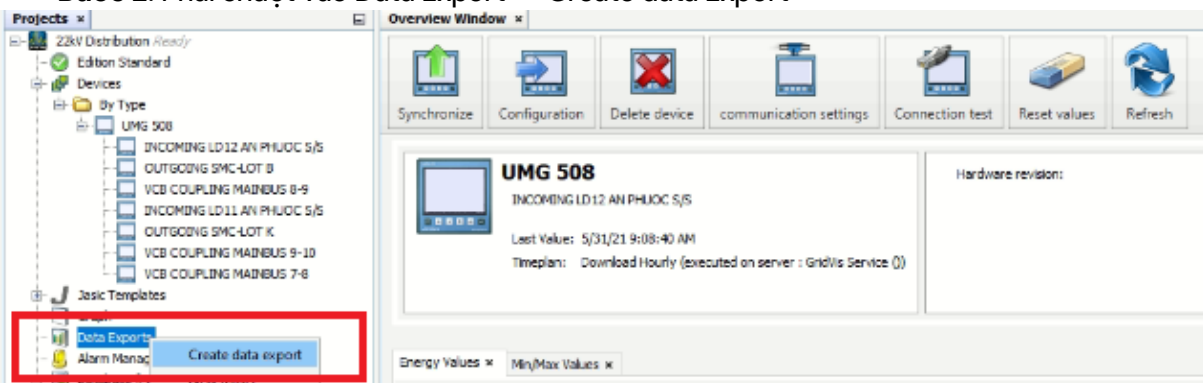 Projects
22kV Distribution Ready
Edition Standard
Devices
By Type
UMG 508
INCOMING LD12 AN PHUOC S/S
OUTGOING SMC-LOT B
VCB COUPLING MAINBUS 8-9
INCOMING LD11 AN PHUOC S/S
OUTGOING SMC-LOT K
VCB COUPLING MAINBUS 9-10
VCB COUPLING MAINBUS 7-8
Jasic Templates
Data Exports
Create data export
Alarm Manag
Overview Window
Synchronize
Configuration
Delete device
communication settings
Connection test
Reset values
Refresh
UMG 508
INCOMING LD12 AN PHUOC S/S
Last Value: 5/31/21 9:08:40 AM
Timeplan: Download Hourly (executed on server : GridVis Service ())
Hardware revision:
Energy Values
Min/Max Values